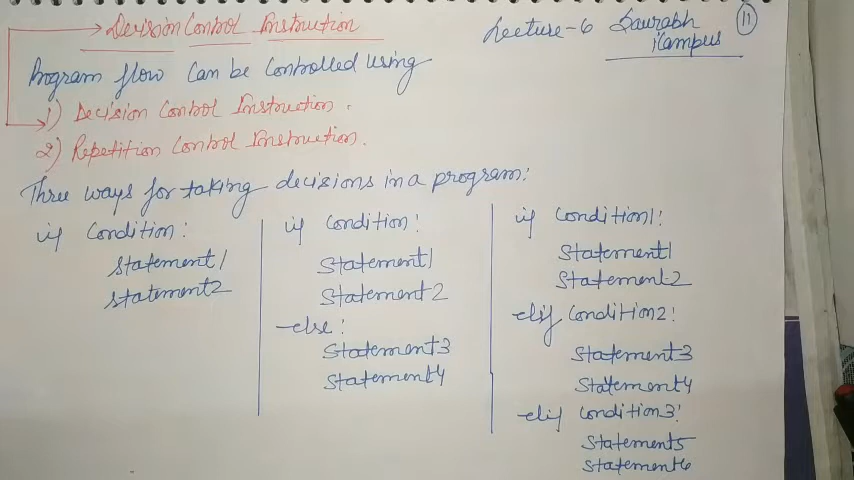 Decision Control Instruction
Lecture-6 Saurabh Kampus
11
Program flow Can be Controlled using
1) Decision Control Instruction.
2) Repetition Control Instruction.
Three ways for taking decisions in a program:
if Condition:
Statement1
Statement2
if Condition:
Statement1
Statement2
else:
Statement3
Statement4
if Condition1:
Statement1
Statement2
elif Condition2:
Statement3
Statement4
elif Condition3:
Statement5
Statement6